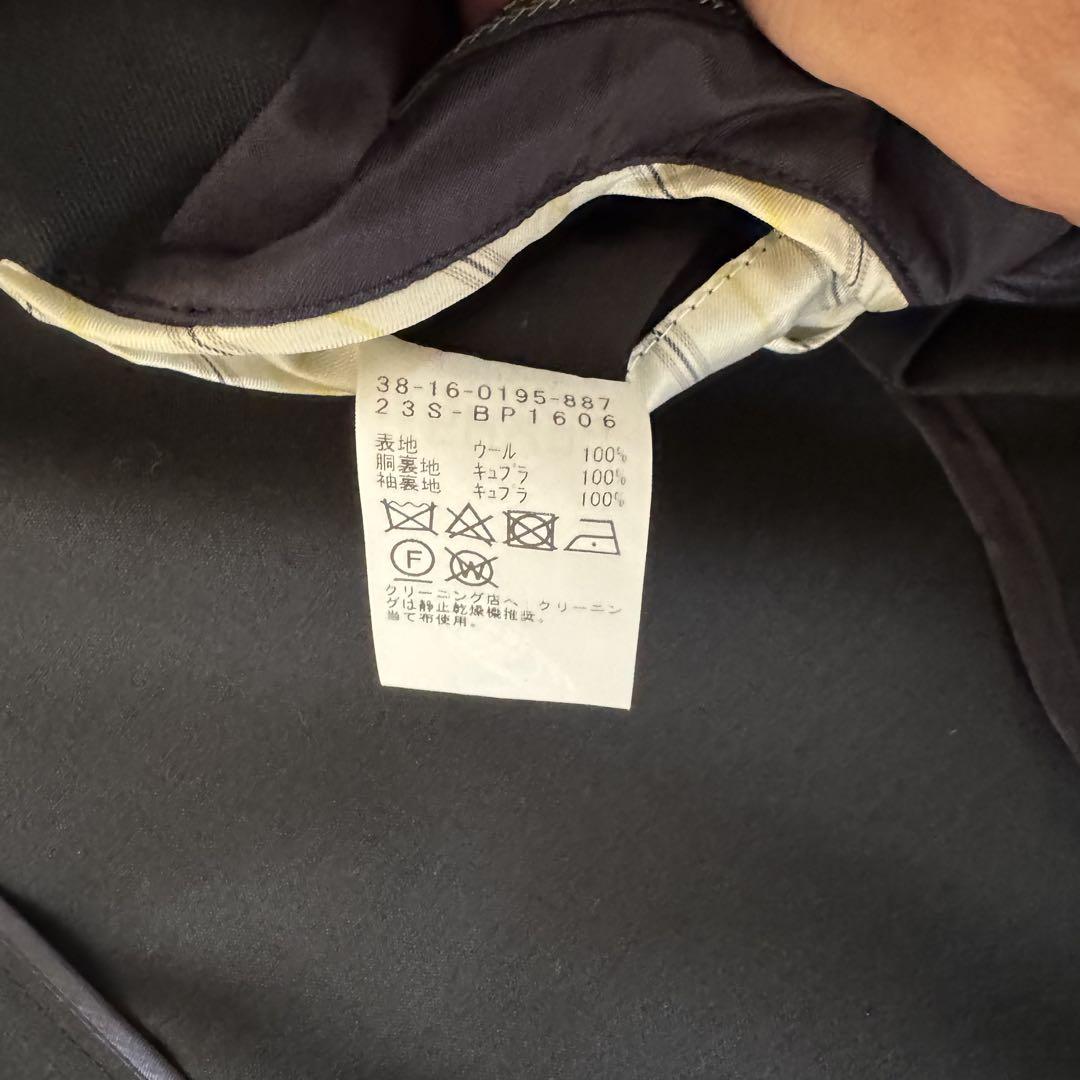 38-16-0195-887
23S-BP1606
表地 ウール 100%
胴裏地 キュプラ 100%
袖裏地 キュプラ 100%
F W
クリーニング店へ クリーニン
グは静止乾燥機推奨。
当て布使用。